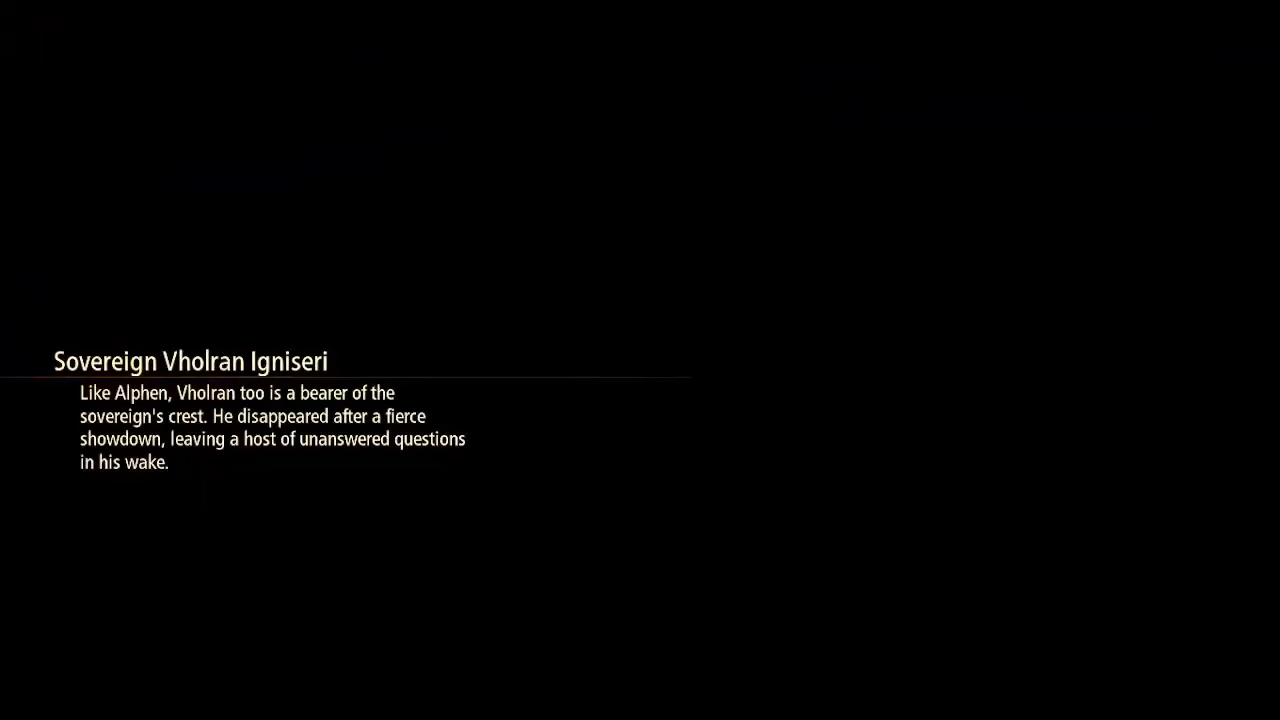 Sovereign Vholran Igniseri
Like Alphen, Vholran too is a bearer of the
sovereign's crest. He disappeared after a fierce
showdown, leaving a host of unanswered questions
in his wake.